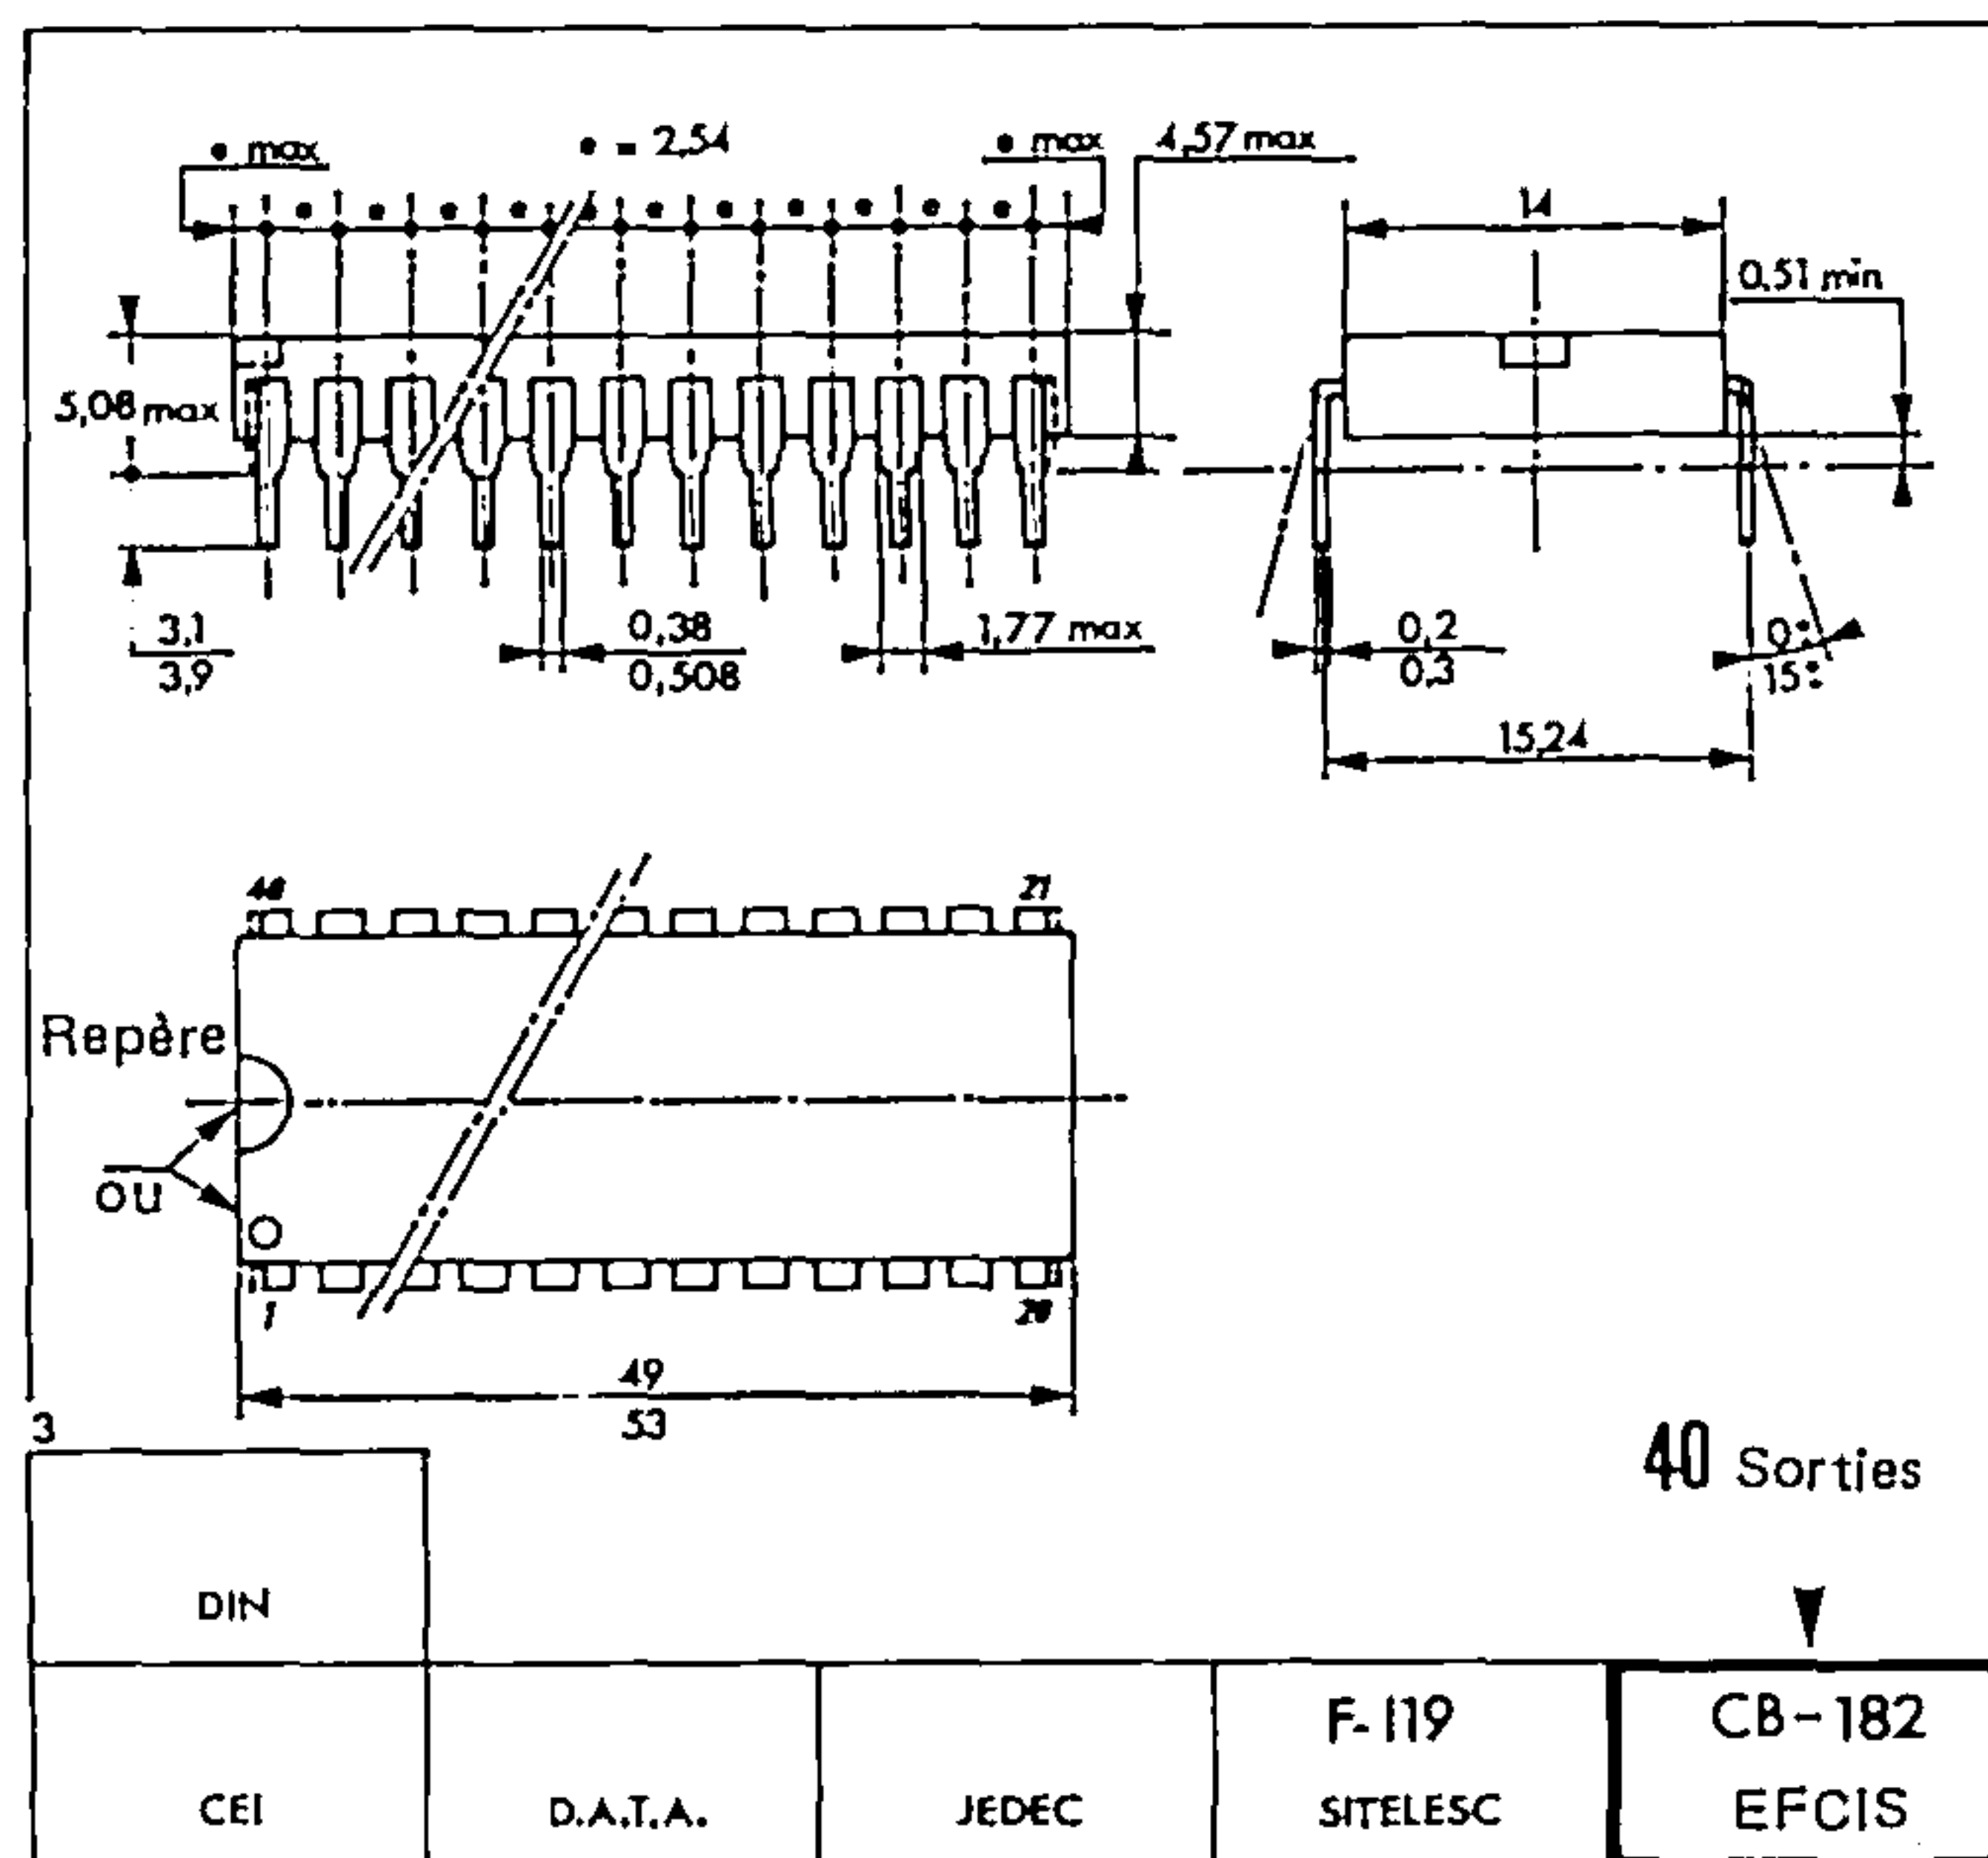 ● max
● = 2,54
● max
4,57 max
14
0,51 min
5,08 max
3,1
3,9
0,38
0,508
1,77 max
0,2
0,3
0°
15°
15,24
40
21
Repère
ou
1
20
49
53
3
40 Sorties
DIN
CEI
D.A.T.A.
JEDEC
F-119
SITELESC
CB-182
EFCIS